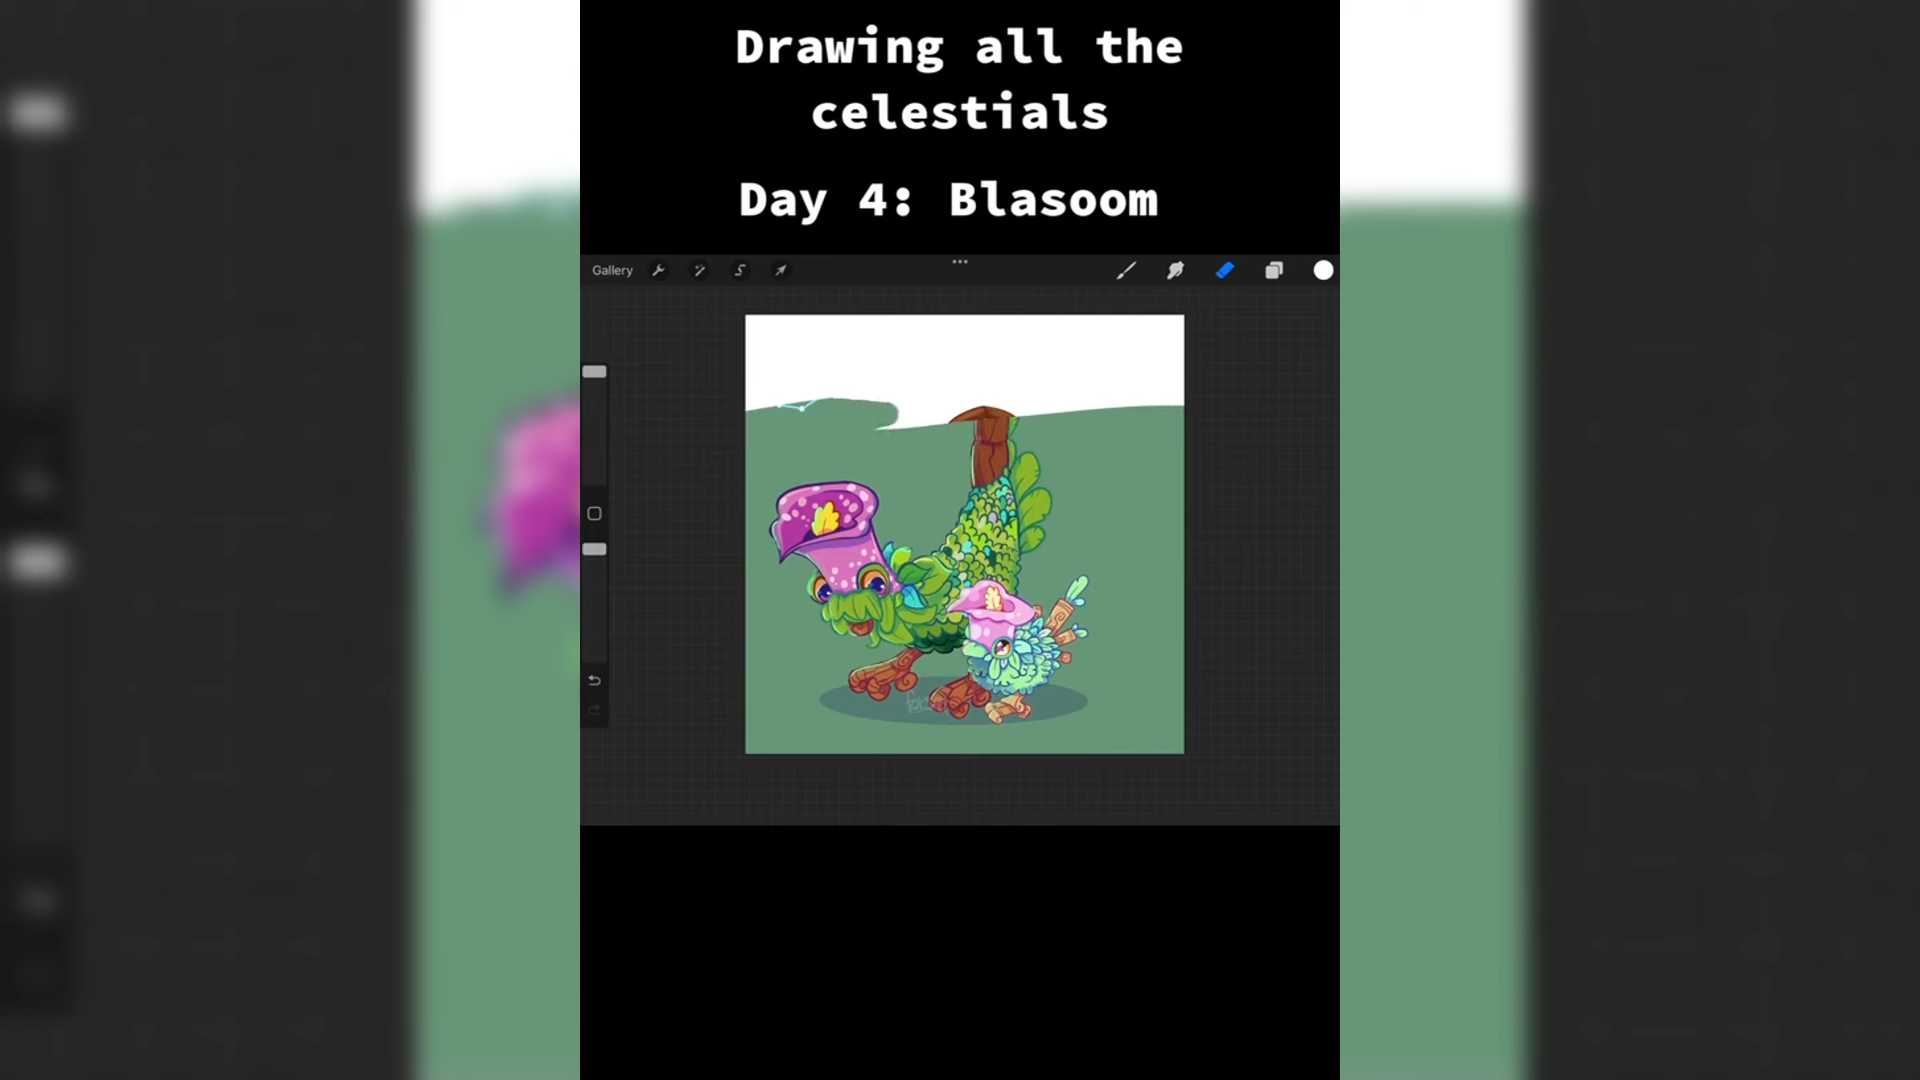 Drawing all the
celestials
Day 4: Blasoom
Gallery